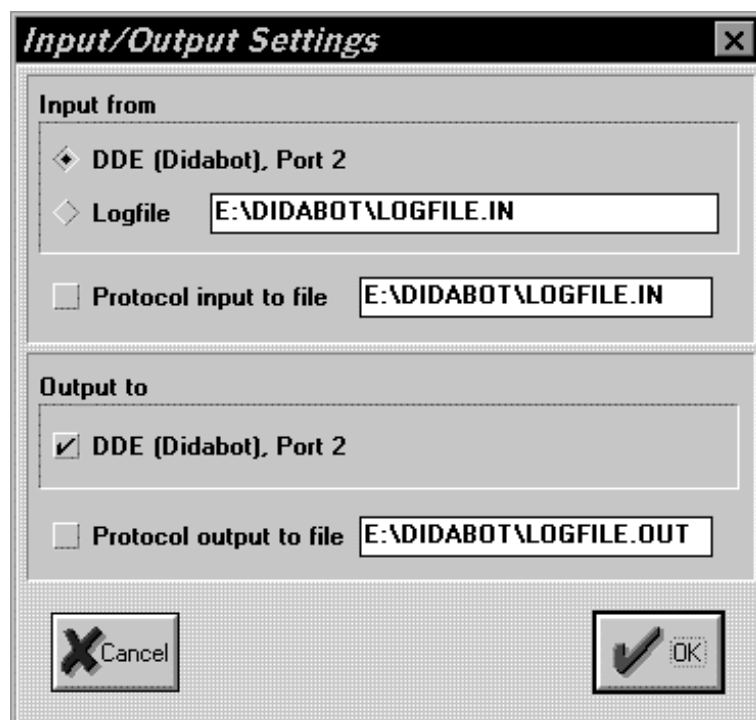 Input/Output Settings
Input from
DDE (Didabot), Port 2
Logfile E:\DIDABOT\LOGFILE.IN
Protocol input to file E:\DIDABOT\LOGFILE.IN
Output to
DDE (Didabot), Port 2
Protocol output to file E:\DIDABOT\LOGFILE.OUT
Cancel OK